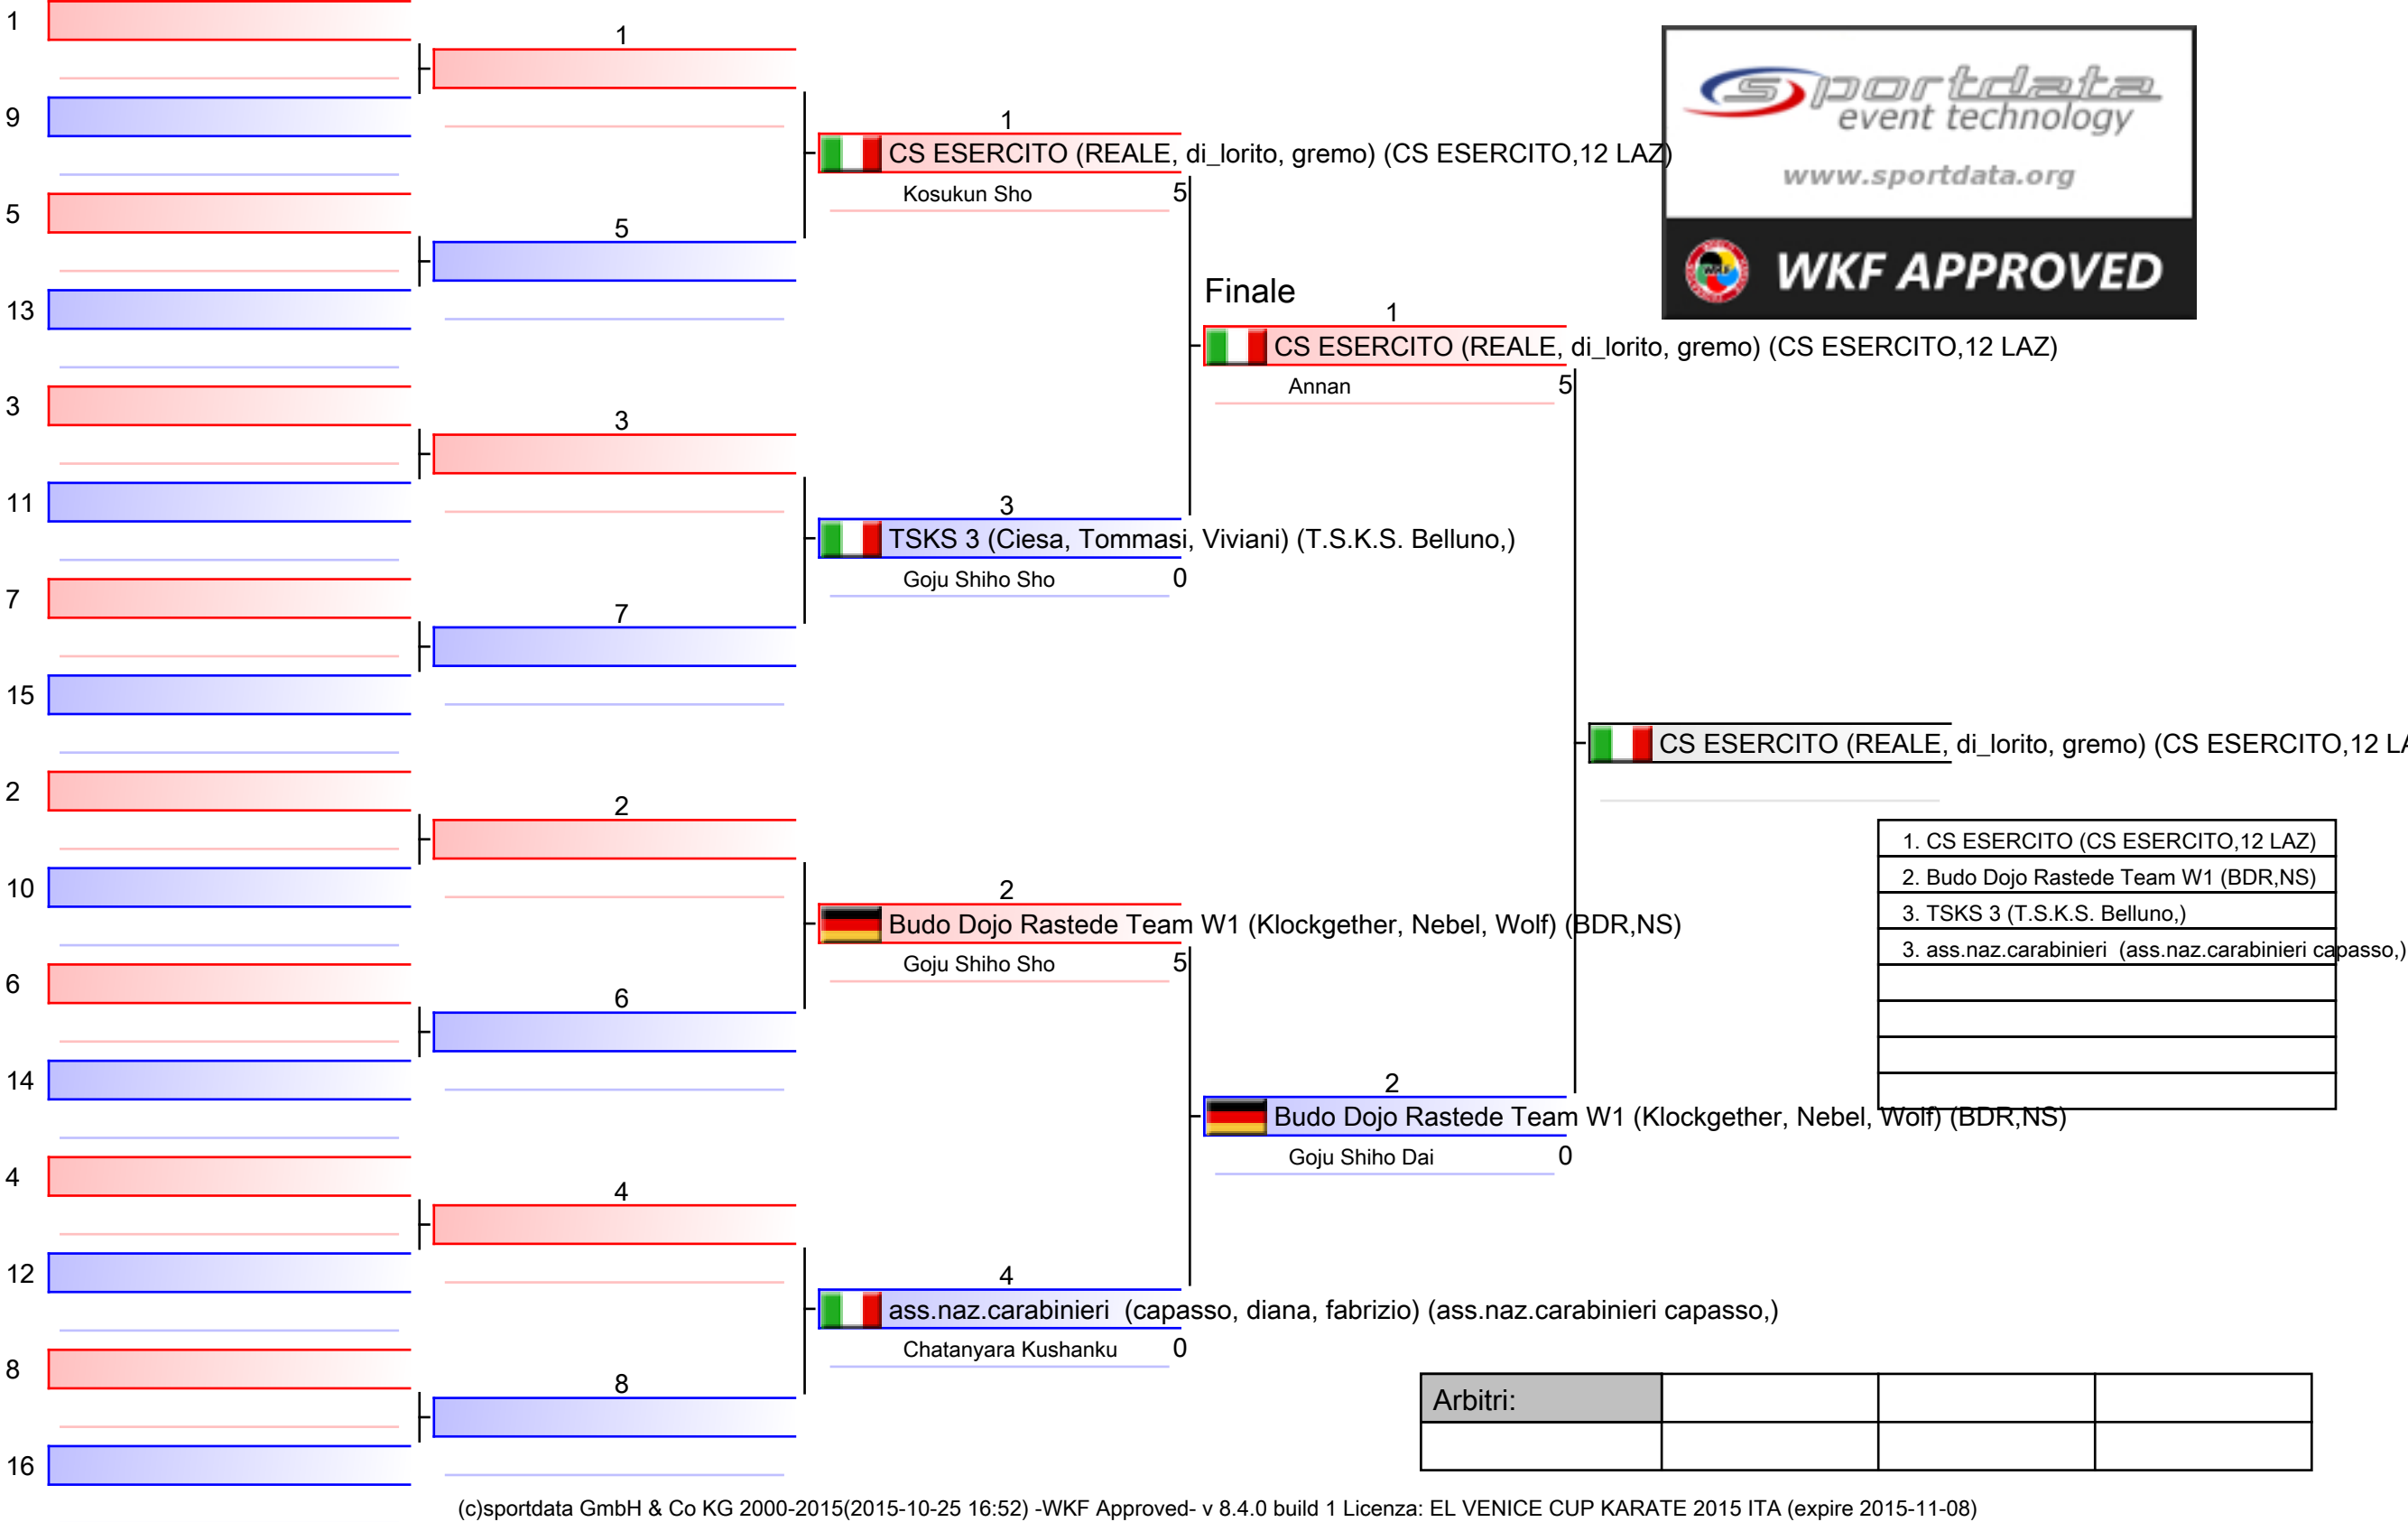 1
1
9
1
CS ESERCITO (REALE, di_lorito, gremo) (CS ESERCITO,12 LAZ)
Kosukun Sho 5
5
5
13
sportdata
event technology
www.sportdata.org
WKF APPROVED
Finale
1
CS ESERCITO (REALE, di_lorito, gremo) (CS ESERCITO,12 LAZ)
Annan 5
3
3
11
3
TSKS 3 (Ciesa, Tommasi, Viviani) (T.S.K.S. Belluno,)
Goju Shiho Sho 0
7
7
15
CS ESERCITO (REALE, di_lorito, gremo) (CS ESERCITO,12 LA
2
2
10
2
Budo Dojo Rastede Team W1 (Klockgether, Nebel, Wolf) (BDR,NS)
Goju Shiho Sho 5
6
6
14
1. CS ESERCITO (CS ESERCITO,12 LAZ)
2. Budo Dojo Rastede Team W1 (BDR,NS)
3. TSKS 3 (T.S.K.S. Belluno,)
3. ass.naz.carabinieri (ass.naz.carabinieri capasso,)
2
Budo Dojo Rastede Team W1 (Klockgether, Nebel, Wolf) (BDR,NS)
Goju Shiho Dai 0
4
4
12
4
ass.naz.carabinieri (capasso, diana, fabrizio) (ass.naz.carabinieri capasso,)
Chatanyara Kushanku 0
8
8
16
Arbitri:
(c)sportdata GmbH & Co KG 2000-2015(2015-10-25 16:52) -WKF Approved- v 8.4.0 build 1 Licenza: EL VENICE CUP KARATE 2015 ITA (expire 2015-11-08)